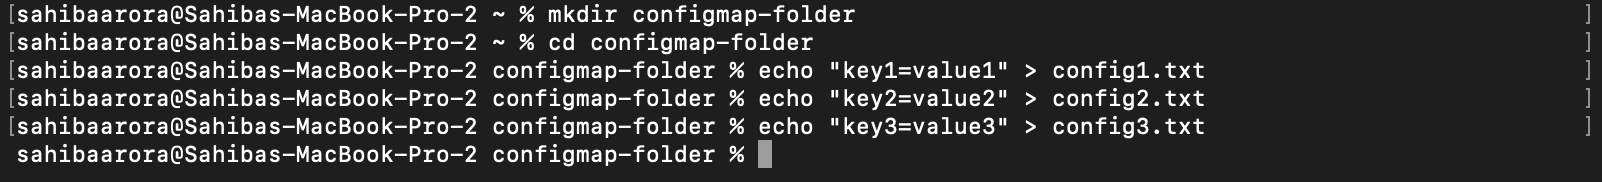 [sahibaarora@Sahibas-MacBook-Pro-2 ~ % mkdir configmap-folder ]
[sahibaarora@Sahibas-MacBook-Pro-2 ~ % cd configmap-folder ]
[sahibaarora@Sahibas-MacBook-Pro-2 configmap-folder % echo "key1=value1" > config1.txt ]
[sahibaarora@Sahibas-MacBook-Pro-2 configmap-folder % echo "key2=value2" > config2.txt ]
[sahibaarora@Sahibas-MacBook-Pro-2 configmap-folder % echo "key3=value3" > config3.txt ]
sahibaarora@Sahibas-MacBook-Pro-2 configmap-folder %